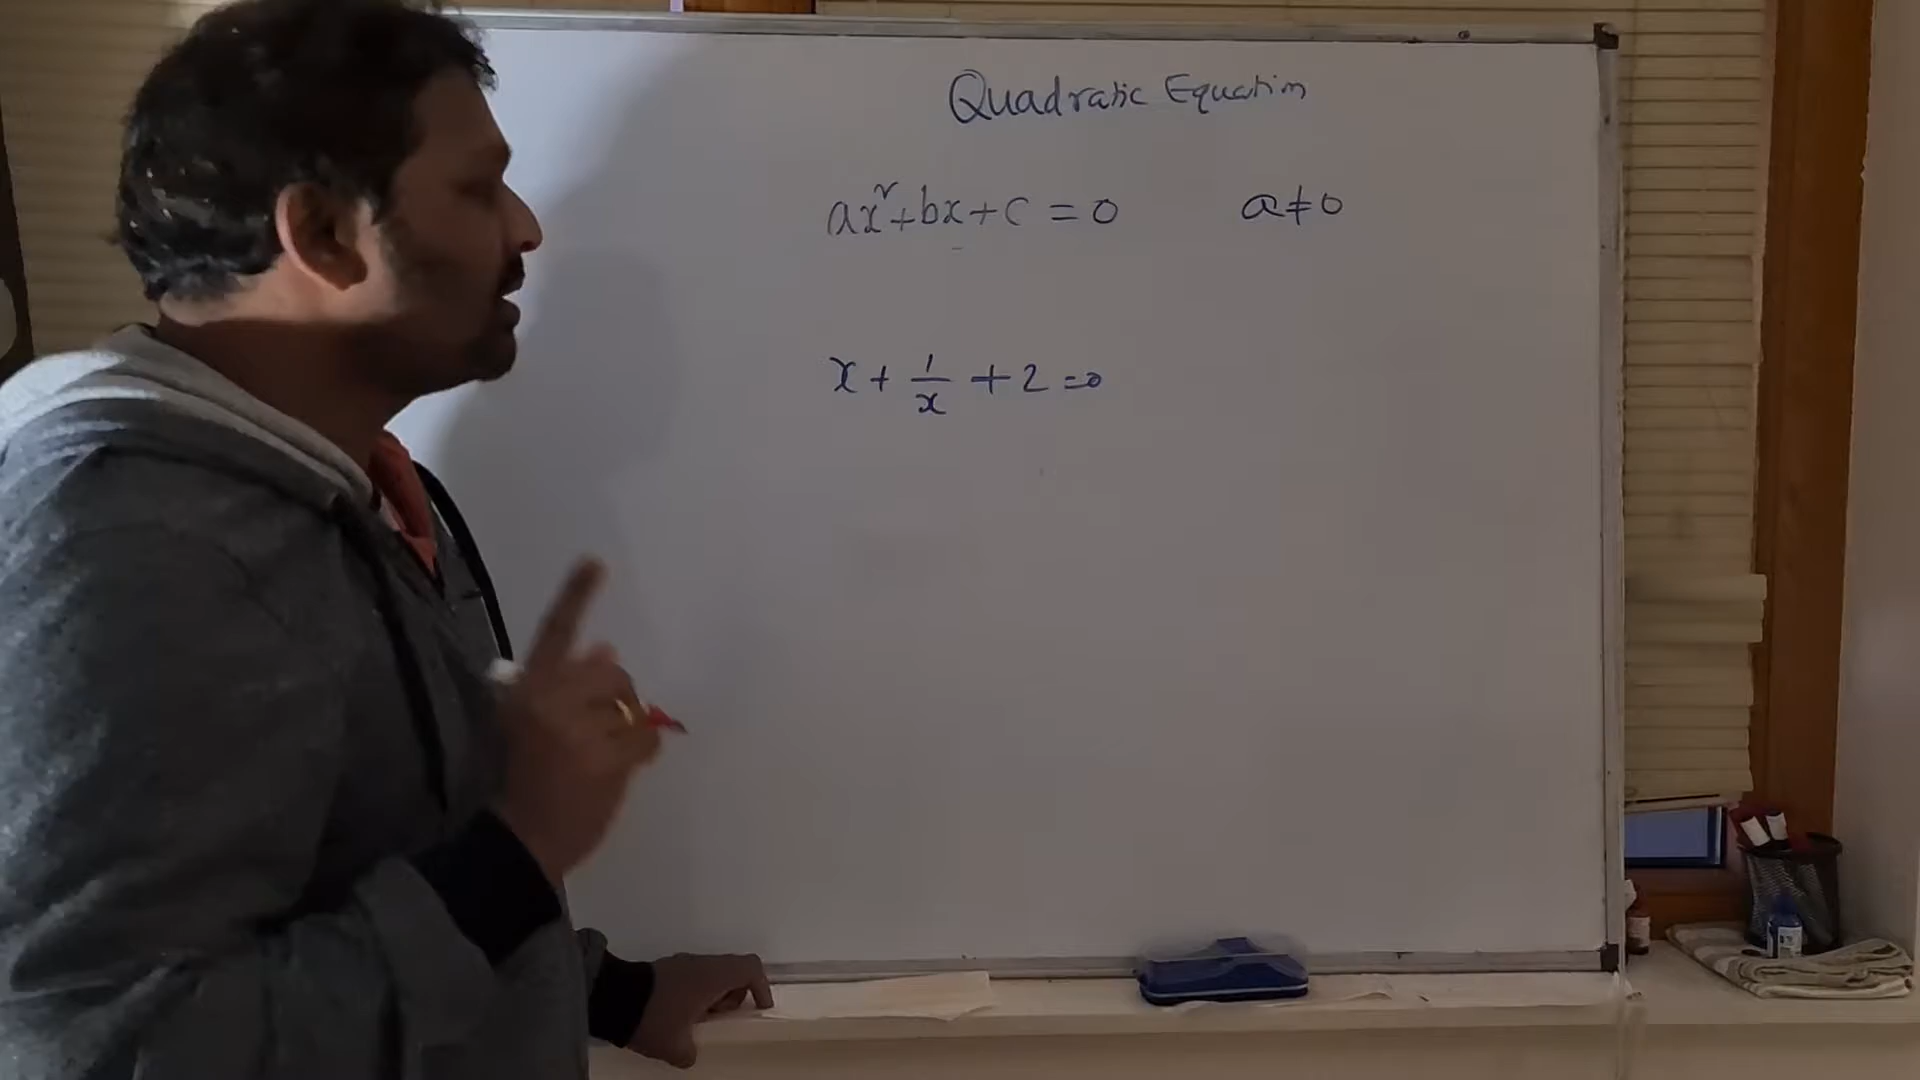 Quadratic Equation
ax²+bx+c = 0 a≠0
x + 1/x + 2 = 0